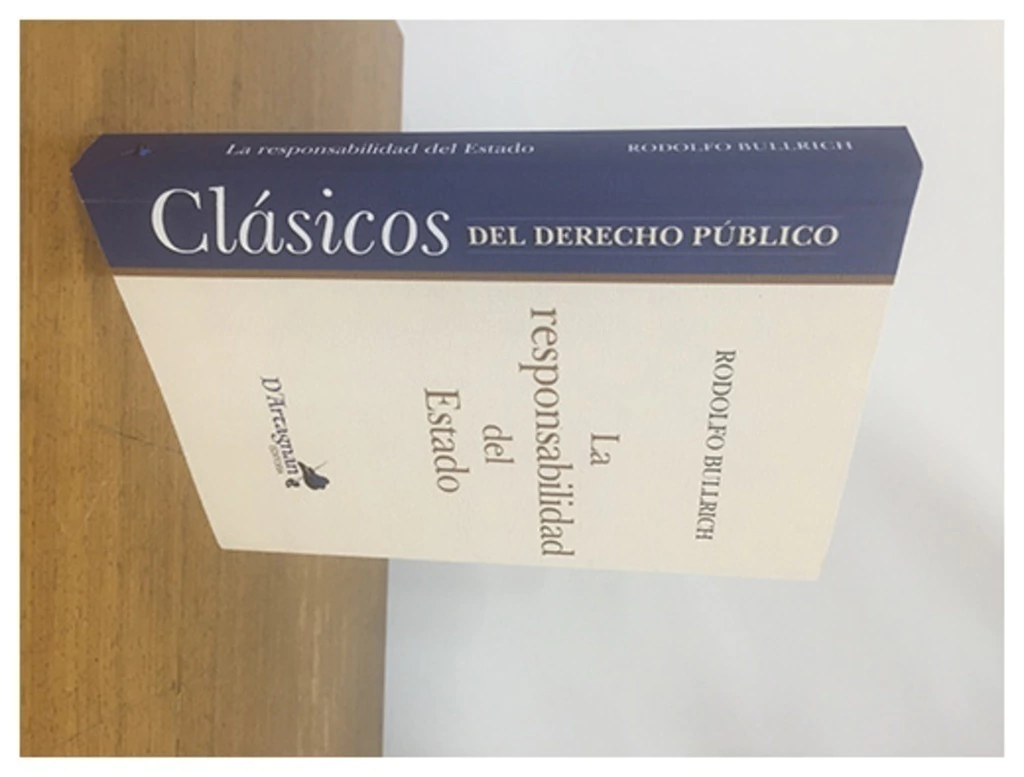 La responsabilidad del Estado
RODOLFO BULLRICH
Clásicos DEL DERECHO PÚBLICO
RODOLFO BULLRICH
La
responsabilidad
del
Estado
D'Artagnan